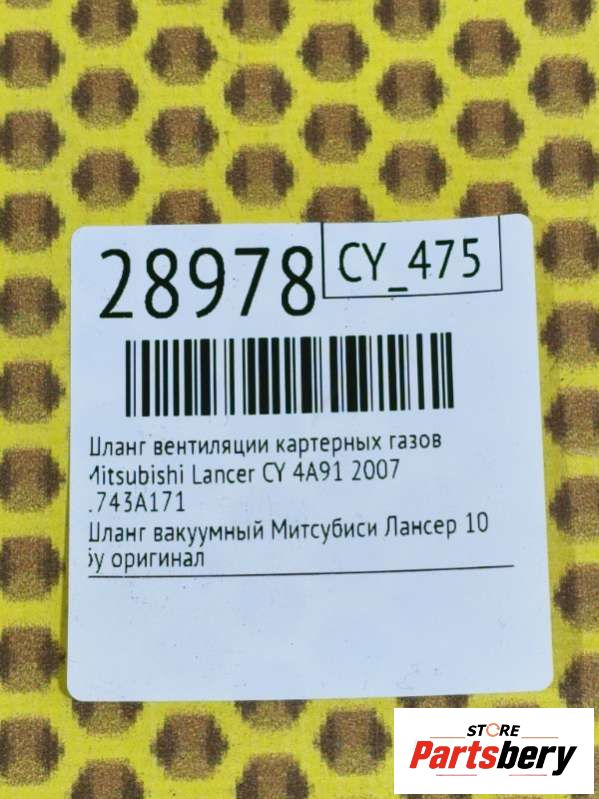 28978
CY_475
Шланг вентиляции картерных газов
Mitsubishi Lancer CY 4A91 2007
.743A171
Шланг вакуумный Митсубиси Лансер 10
бу оригинал
STORE
Partsbery